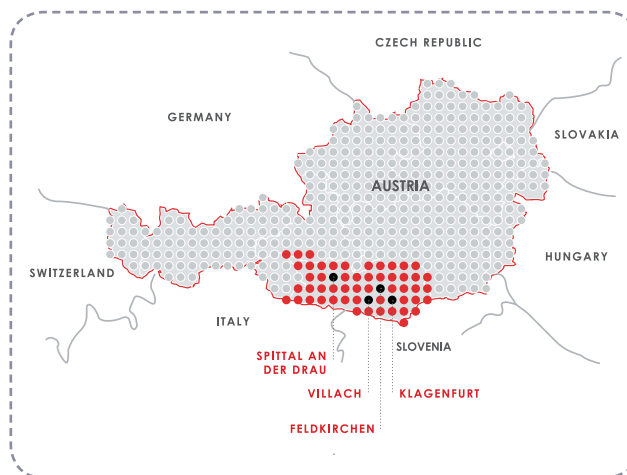 CZECH REPUBLIC
GERMANY
SLOVAKIA
AUSTRIA
HUNGARY
SWITZERLAND
ITALY
SLOVENIA
SPITTAL AN
DER DRAU
VILLACH
KLAGENFURT
FELDKIRCHEN